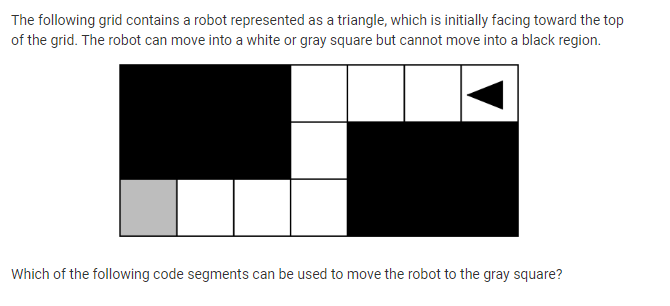 The following grid contains a robot represented as a triangle, which is initially facing toward the top
of the grid. The robot can move into a white or gray square but cannot move into a black region.
Which of the following code segments can be used to move the robot to the gray square?